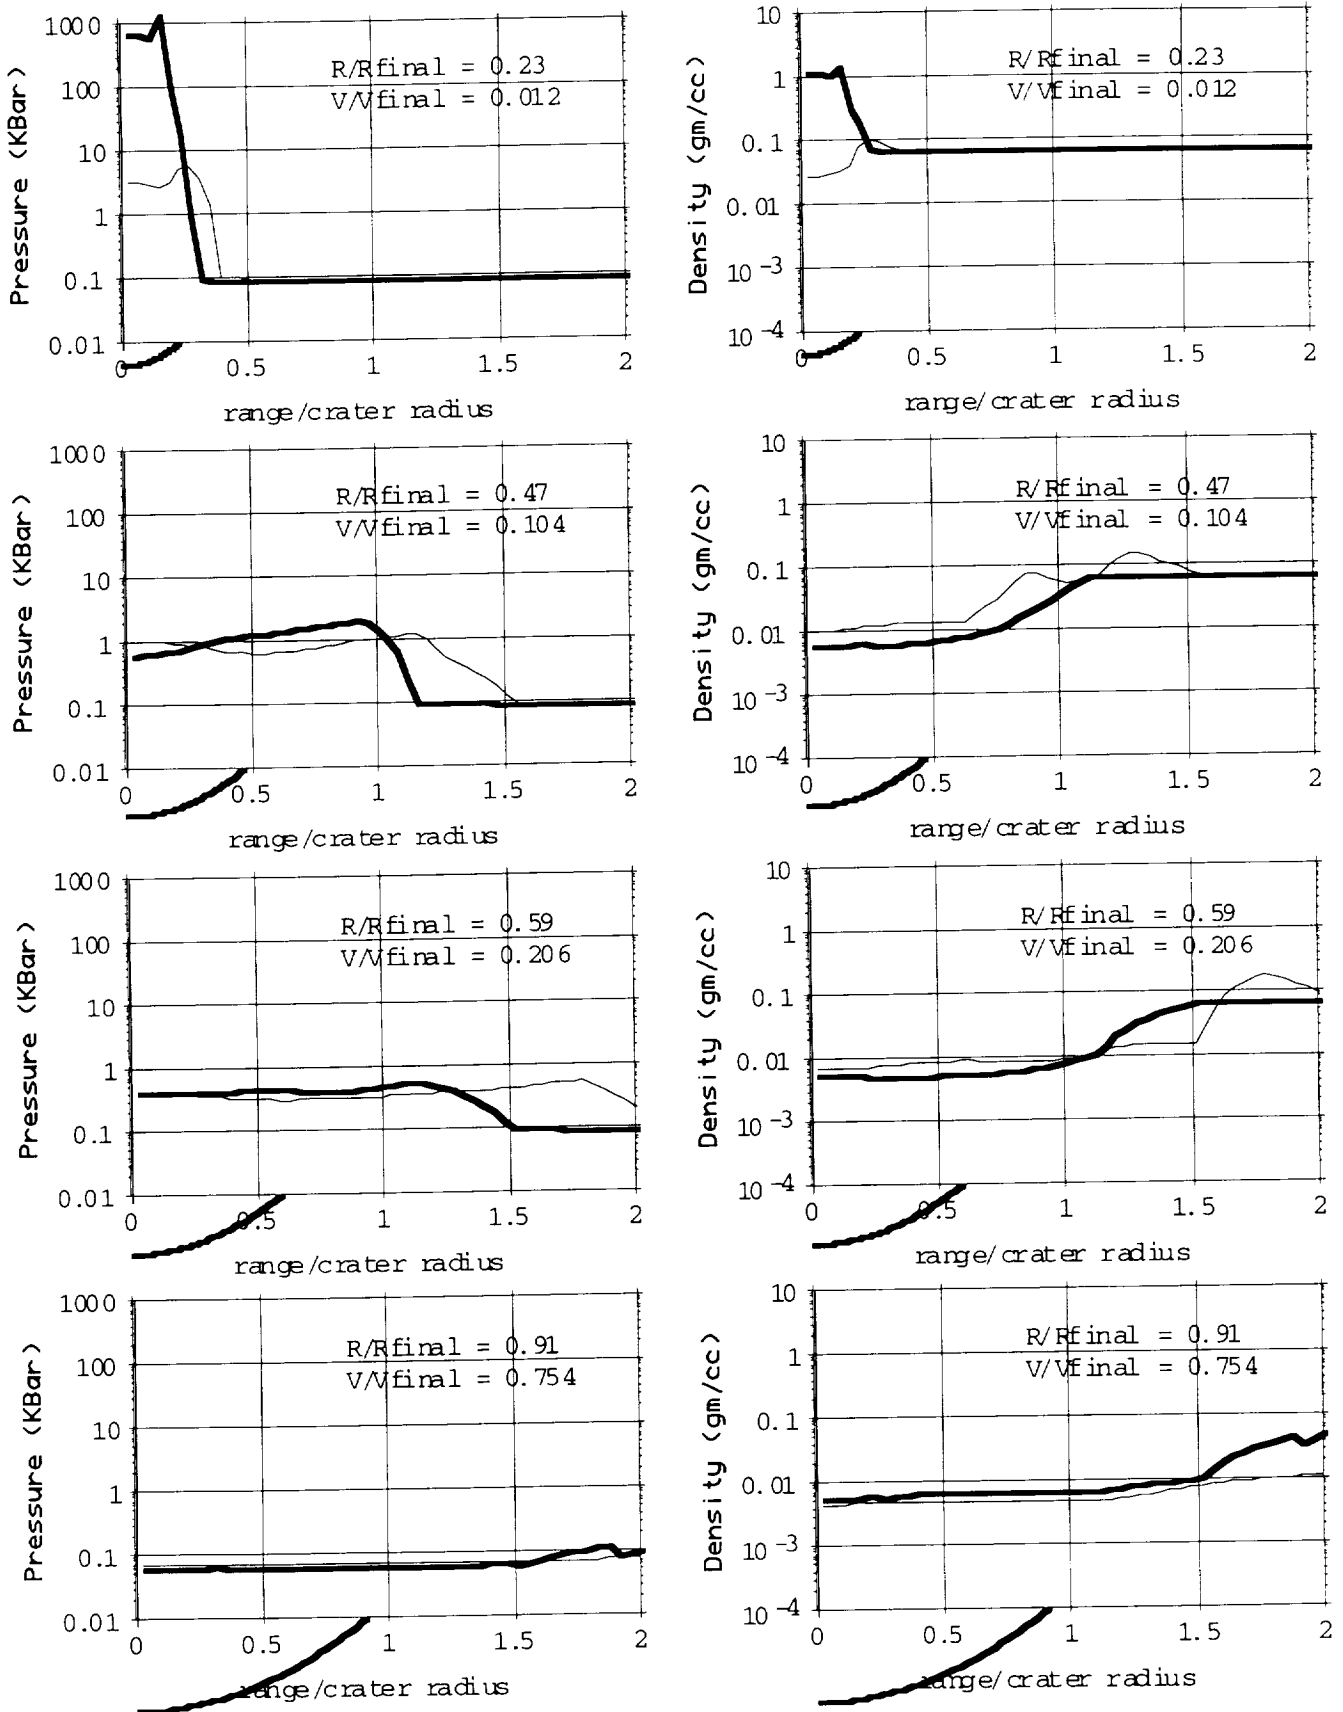 Pressure (KBar)
1000
100
10
1
0.1
0.01
R/Rfinal = 0.23
V/Vfinal = 0.012
0 0.5 1 1.5 2
range/crater radius
Density (gm/cc)
10
1
0.1
0.01
10 -3
10 -4
R/Rfinal = 0.23
V/Vfinal = 0.012
0 0.5 1 1.5 2
range/crater radius
Pressure (KBar)
1000
100
10
1
0.1
0.01
R/Rfinal = 0.47
V/Vfinal = 0.104
0 0.5 1 1.5 2
range/crater radius
Density (gm/cc)
10
1
0.1
0.01
10 -3
10 -4
R/Rfinal = 0.47
V/Vfinal = 0.104
0 0.5 1 1.5 2
range/crater radius
Pressure (KBar)
1000
100
10
1
0.1
0.01
R/Rfinal = 0.59
V/Vfinal = 0.206
0 0.5 1 1.5 2
range/crater radius
Density (gm/cc)
10
1
0.1
0.01
10 -3
10 -4
R/Rfinal = 0.59
V/Vfinal = 0.206
0 0.5 1 1.5 2
range/crater radius
Pressure (KBar)
1000
100
10
1
0.1
0.01
R/Rfinal = 0.91
V/Vfinal = 0.754
0 0.5 1 1.5 2
range/crater radius
Density (gm/cc)
10
1
0.1
0.01
10 -3
10 -4
R/Rfinal = 0.91
V/Vfinal = 0.754
0 0.5 1 1.5 2
range/crater radius